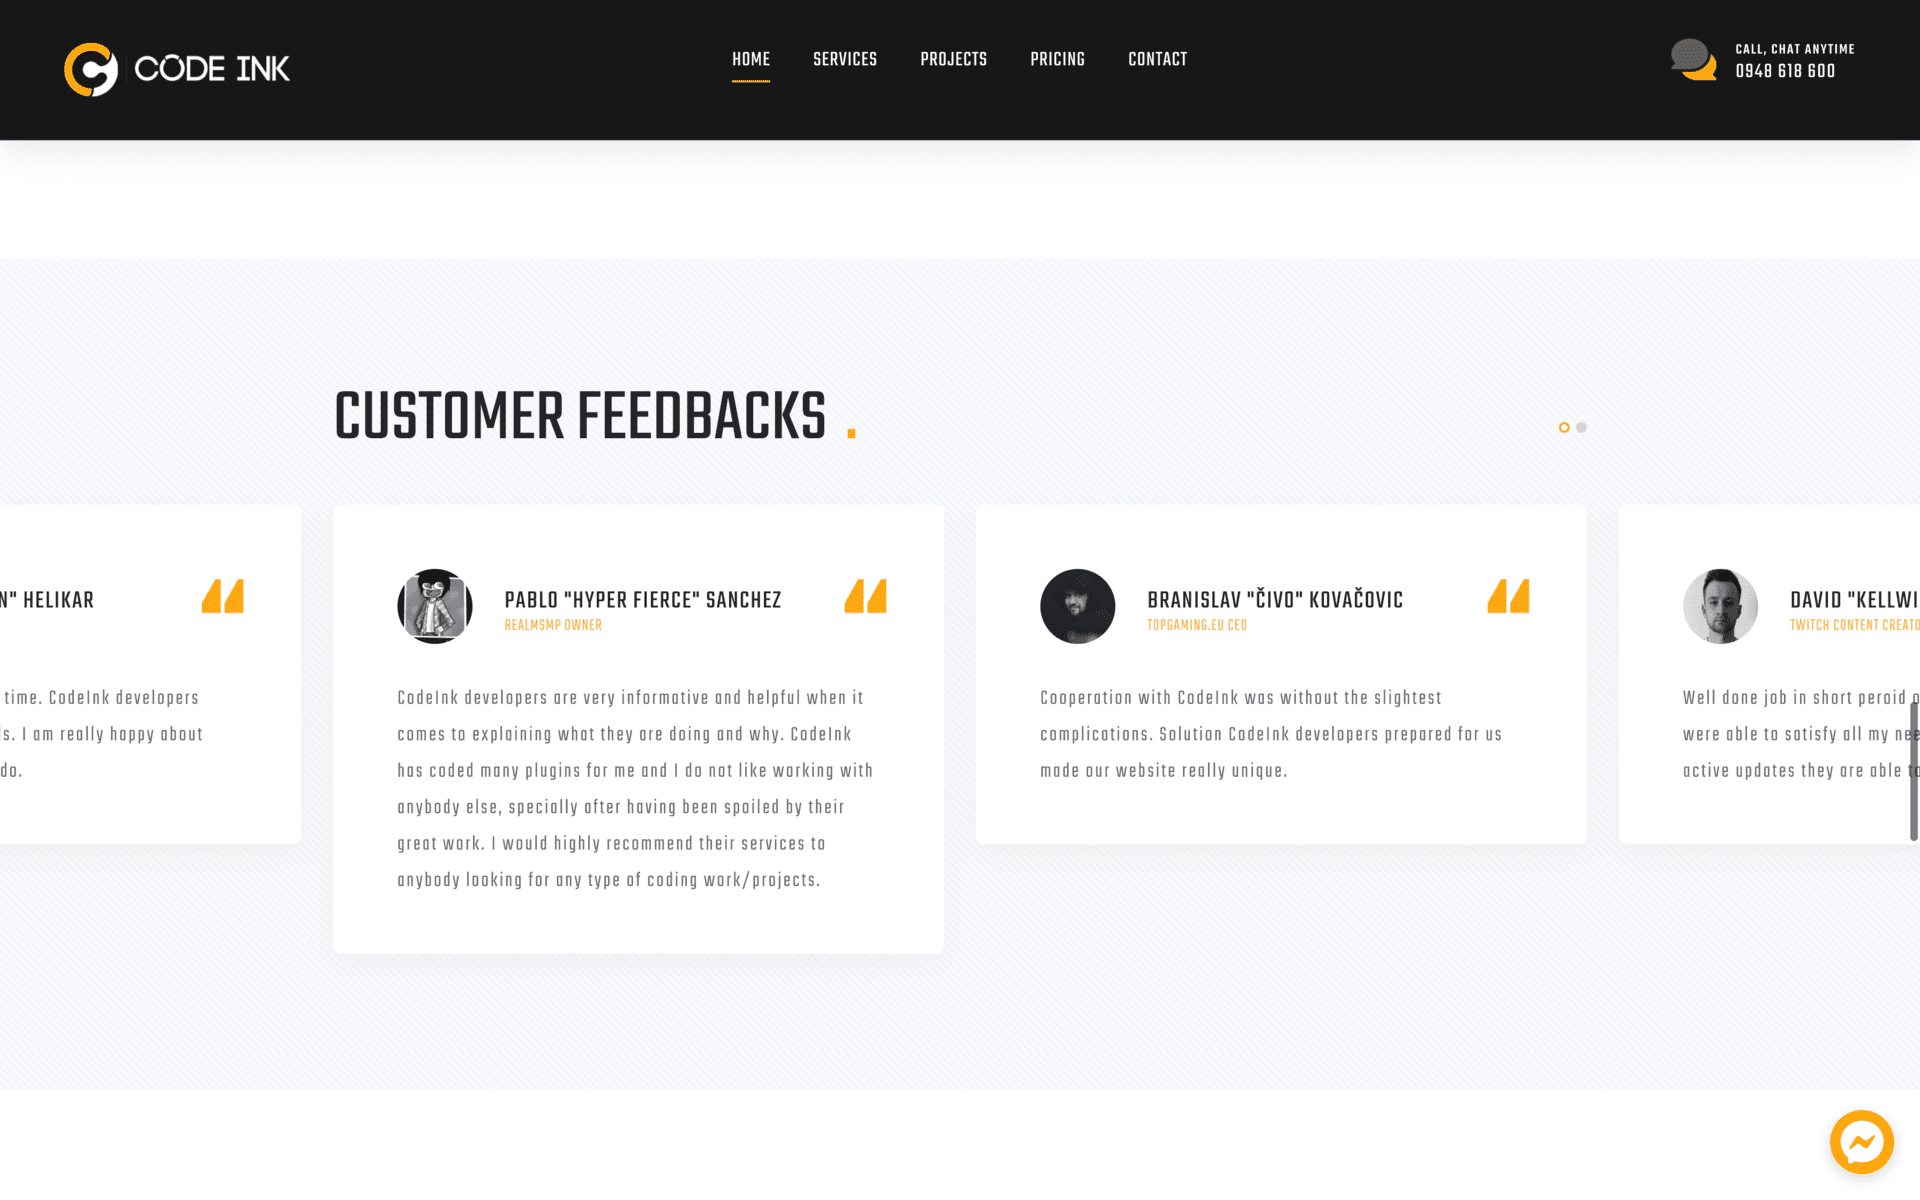 CODE INK
HOME SERVICES PROJECTS PRICING CONTACT
CALL, CHAT ANYTIME
0948 618 600
CUSTOMER FEEDBACKS .
N" HELIKAR
time. CodeInk developers
ls. I am really happy about
do.
PABLO "HYPER FIERCE" SANCHEZ
REALMSMP OWNER
CodeInk developers are very informative and helpful when it
comes to explaining what they are doing and why. CodeInk
has coded many plugins for me and I do not like working with
anybody else, specially after having been spoiled by their
great work. I would highly recommend their services to
anybody looking for any type of coding work/projects.
BRANISLAV "ČIVO" KOVAČOVIC
TOPGAMING.EU CEO
Cooperation with CodeInk was without the slightest
complications. Solution CodeInk developers prepared for us
made our website really unique.
DAVID "KELLWI
TWITCH CONTENT CREATO
Well done job in short peroid o
were able to satisfy all my nee
active updates they are able to